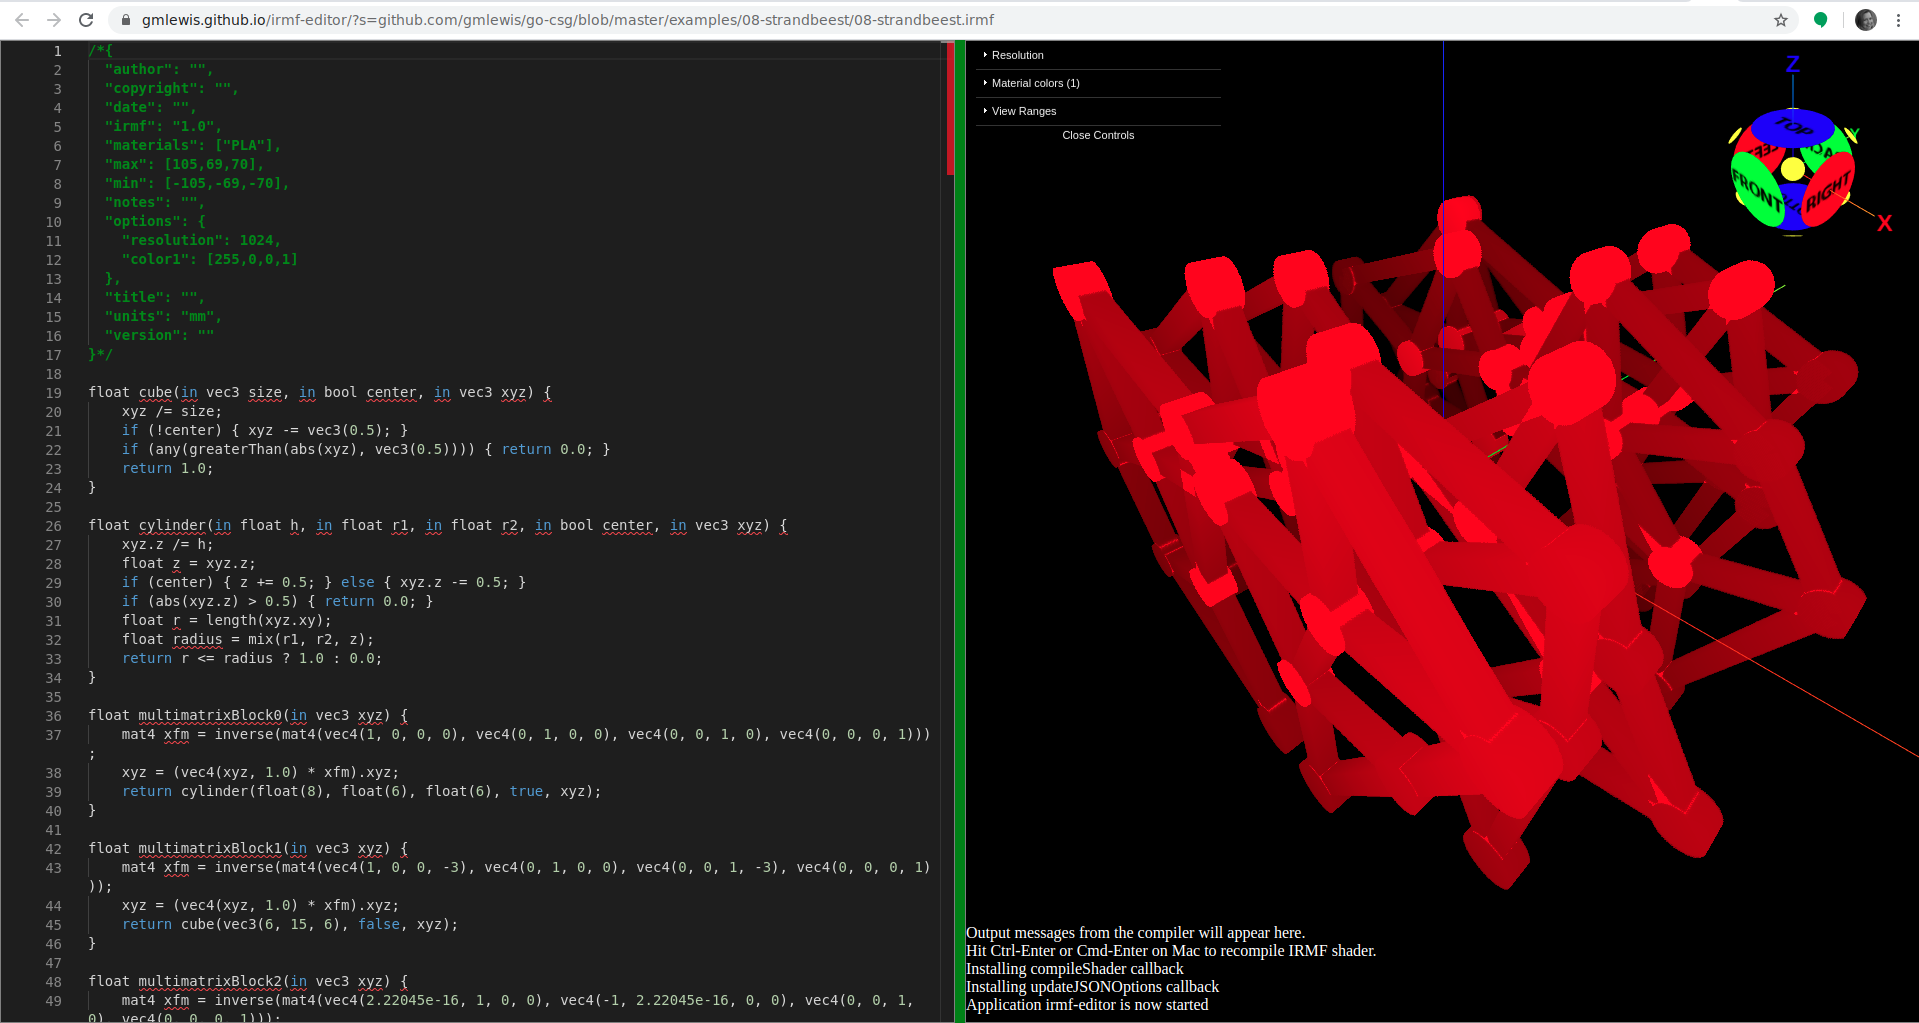 gmlewis.github.io/irmf-editor/?s=github.com/gmlewis/go-csg/blob/master/examples/08-strandbeest/08-strandbeest.irmf
1 /*{
2 "author": "",
3 "copyright": "",
4 "date": "",
5 "irmf": "1.0",
6 "materials": ["PLA"],
7 "max": [105,69,70],
8 "min": [-105,-69,-70],
9 "notes": "",
10 "options": {
11 "resolution": 1024,
12 "color1": [255,0,0,1]
13 },
14 "title": "",
15 "units": "mm",
16 "version": ""
17 }*/
18
19 float cube(in vec3 size, in bool center, in vec3 xyz) {
20 xyz /= size;
21 if (!center) { xyz -= vec3(0.5); }
22 if (any(greaterThan(abs(xyz), vec3(0.5)))) { return 0.0; }
23 return 1.0;
24 }
25
26 float cylinder(in float h, in float r1, in float r2, in bool center, in vec3 xyz) {
27 xyz.z /= h;
28 float z = xyz.z;
29 if (center) { z += 0.5; } else { xyz.z -= 0.5; }
30 if (abs(xyz.z) > 0.5) { return 0.0; }
31 float r = length(xyz.xy);
32 float radius = mix(r1, r2, z);
33 return r <= radius ? 1.0 : 0.0;
34 }
35
36 float multimatrixBlock0(in vec3 xyz) {
37 mat4 xfm = inverse(mat4(vec4(1, 0, 0, 0), vec4(0, 1, 0, 0), vec4(0, 0, 1, 0), vec4(0, 0, 0, 1)))
;
38 xyz = (vec4(xyz, 1.0) * xfm).xyz;
39 return cylinder(float(8), float(6), float(6), true, xyz);
40 }
41
42 float multimatrixBlock1(in vec3 xyz) {
43 mat4 xfm = inverse(mat4(vec4(1, 0, 0, -3), vec4(0, 1, 0, 0), vec4(0, 0, 1, -3), vec4(0, 0, 0, 1)
));
44 xyz = (vec4(xyz, 1.0) * xfm).xyz;
45 return cube(vec3(6, 15, 6), false, xyz);
46 }
47
48 float multimatrixBlock2(in vec3 xyz) {
49 mat4 xfm = inverse(mat4(vec4(2.22045e-16, 1, 0, 0), vec4(-1, 2.22045e-16, 0, 0), vec4(0, 0, 1,
0), vec4(0, 0, 0, 1)));
Resolution
Material colors (1)
View Ranges
Close Controls
Z
TOP
Y
FRONT
RIGHT
X
Output messages from the compiler will appear here.
Hit Ctrl-Enter or Cmd-Enter on Mac to recompile IRMF shader.
Installing compileShader callback
Installing updateJSONOptions callback
Application irmf-editor is now started